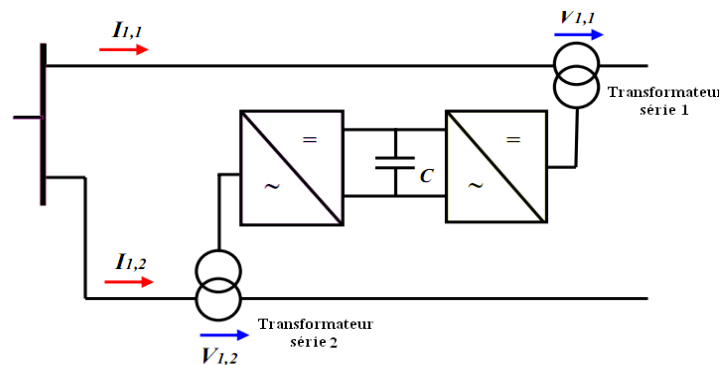 I1,1
V1,1
Transformateur
série 1
=
~
C
=
~
I1,2
Transformateur
série 2
V1,2